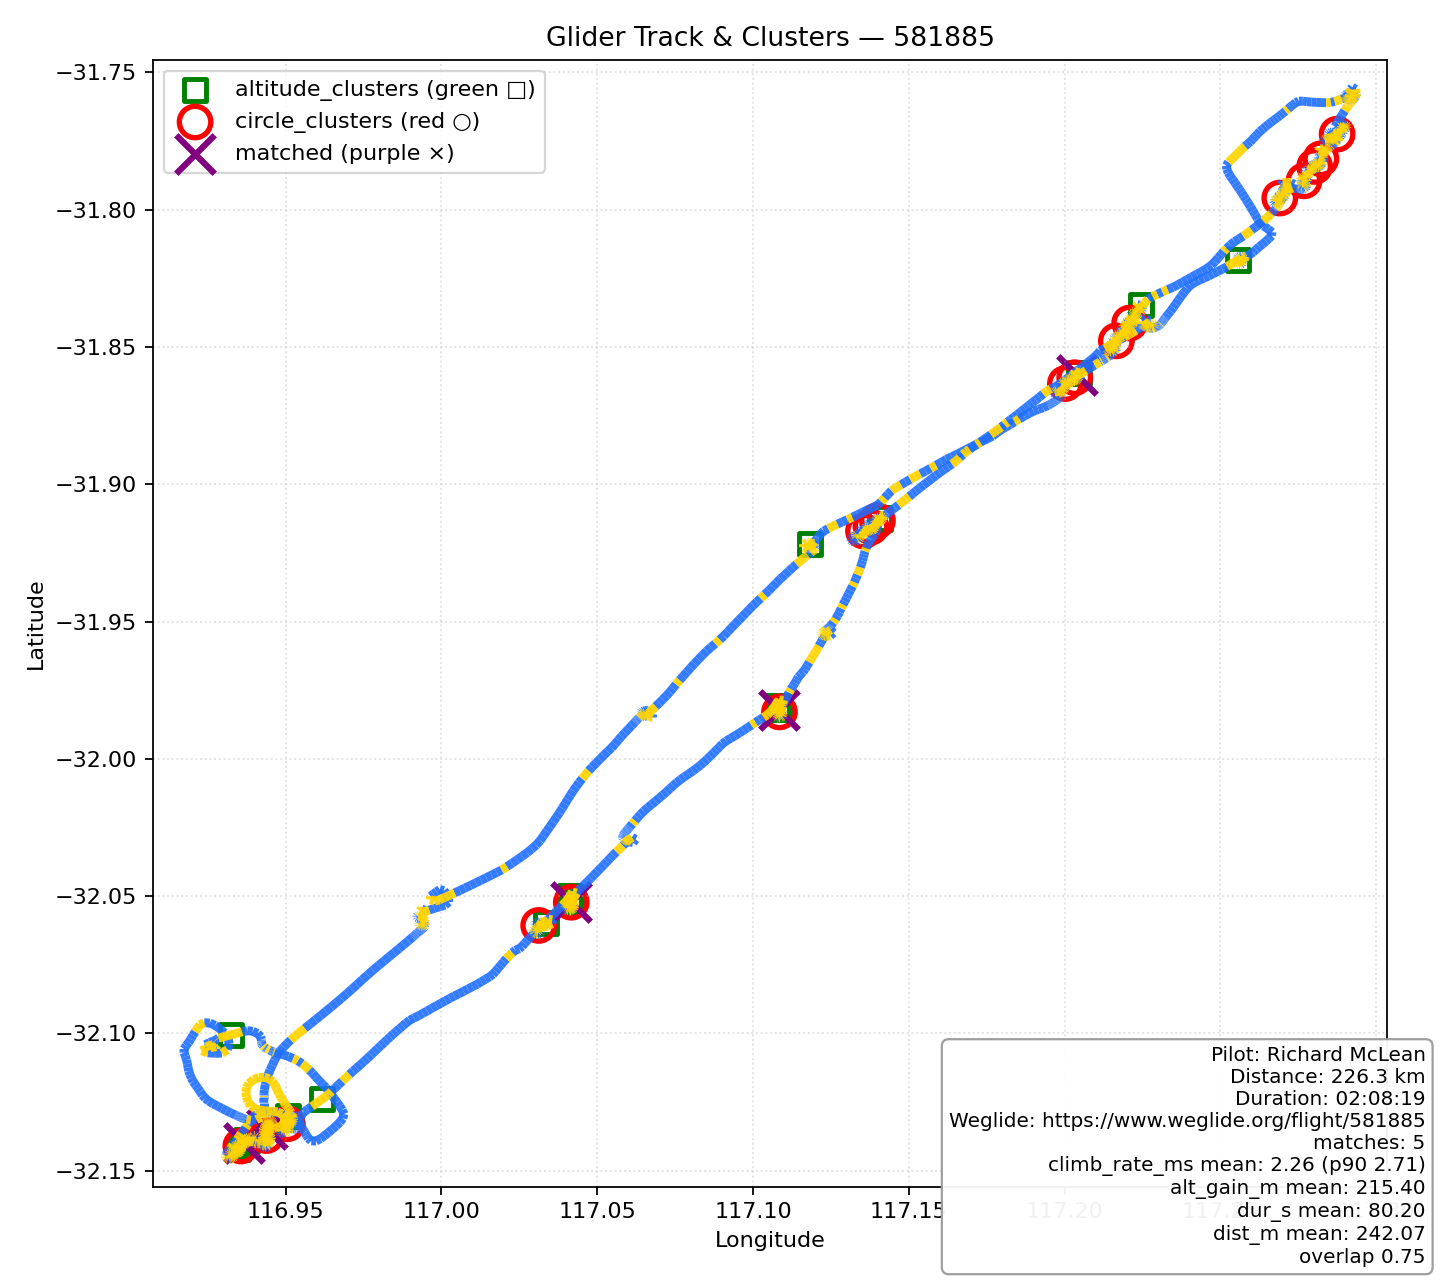 Glider Track & Clusters — 581885
altitude_clusters (green □)
circle_clusters (red ○)
matched (purple ×)
−31.75
−31.80
−31.85
−31.90
−31.95
−32.00
−32.05
−32.10
−32.15
Latitude
116.95 117.00 117.05 117.10 117.15 117.20
Longitude
Pilot: Richard McLean
Distance: 226.3 km
Duration: 02:08:19
Weglide: https://www.weglide.org/flight/581885
matches: 5
climb_rate_ms mean: 2.26 (p90 2.71)
alt_gain_m mean: 215.40
dur_s mean: 80.20
dist_m mean: 242.07
overlap 0.75